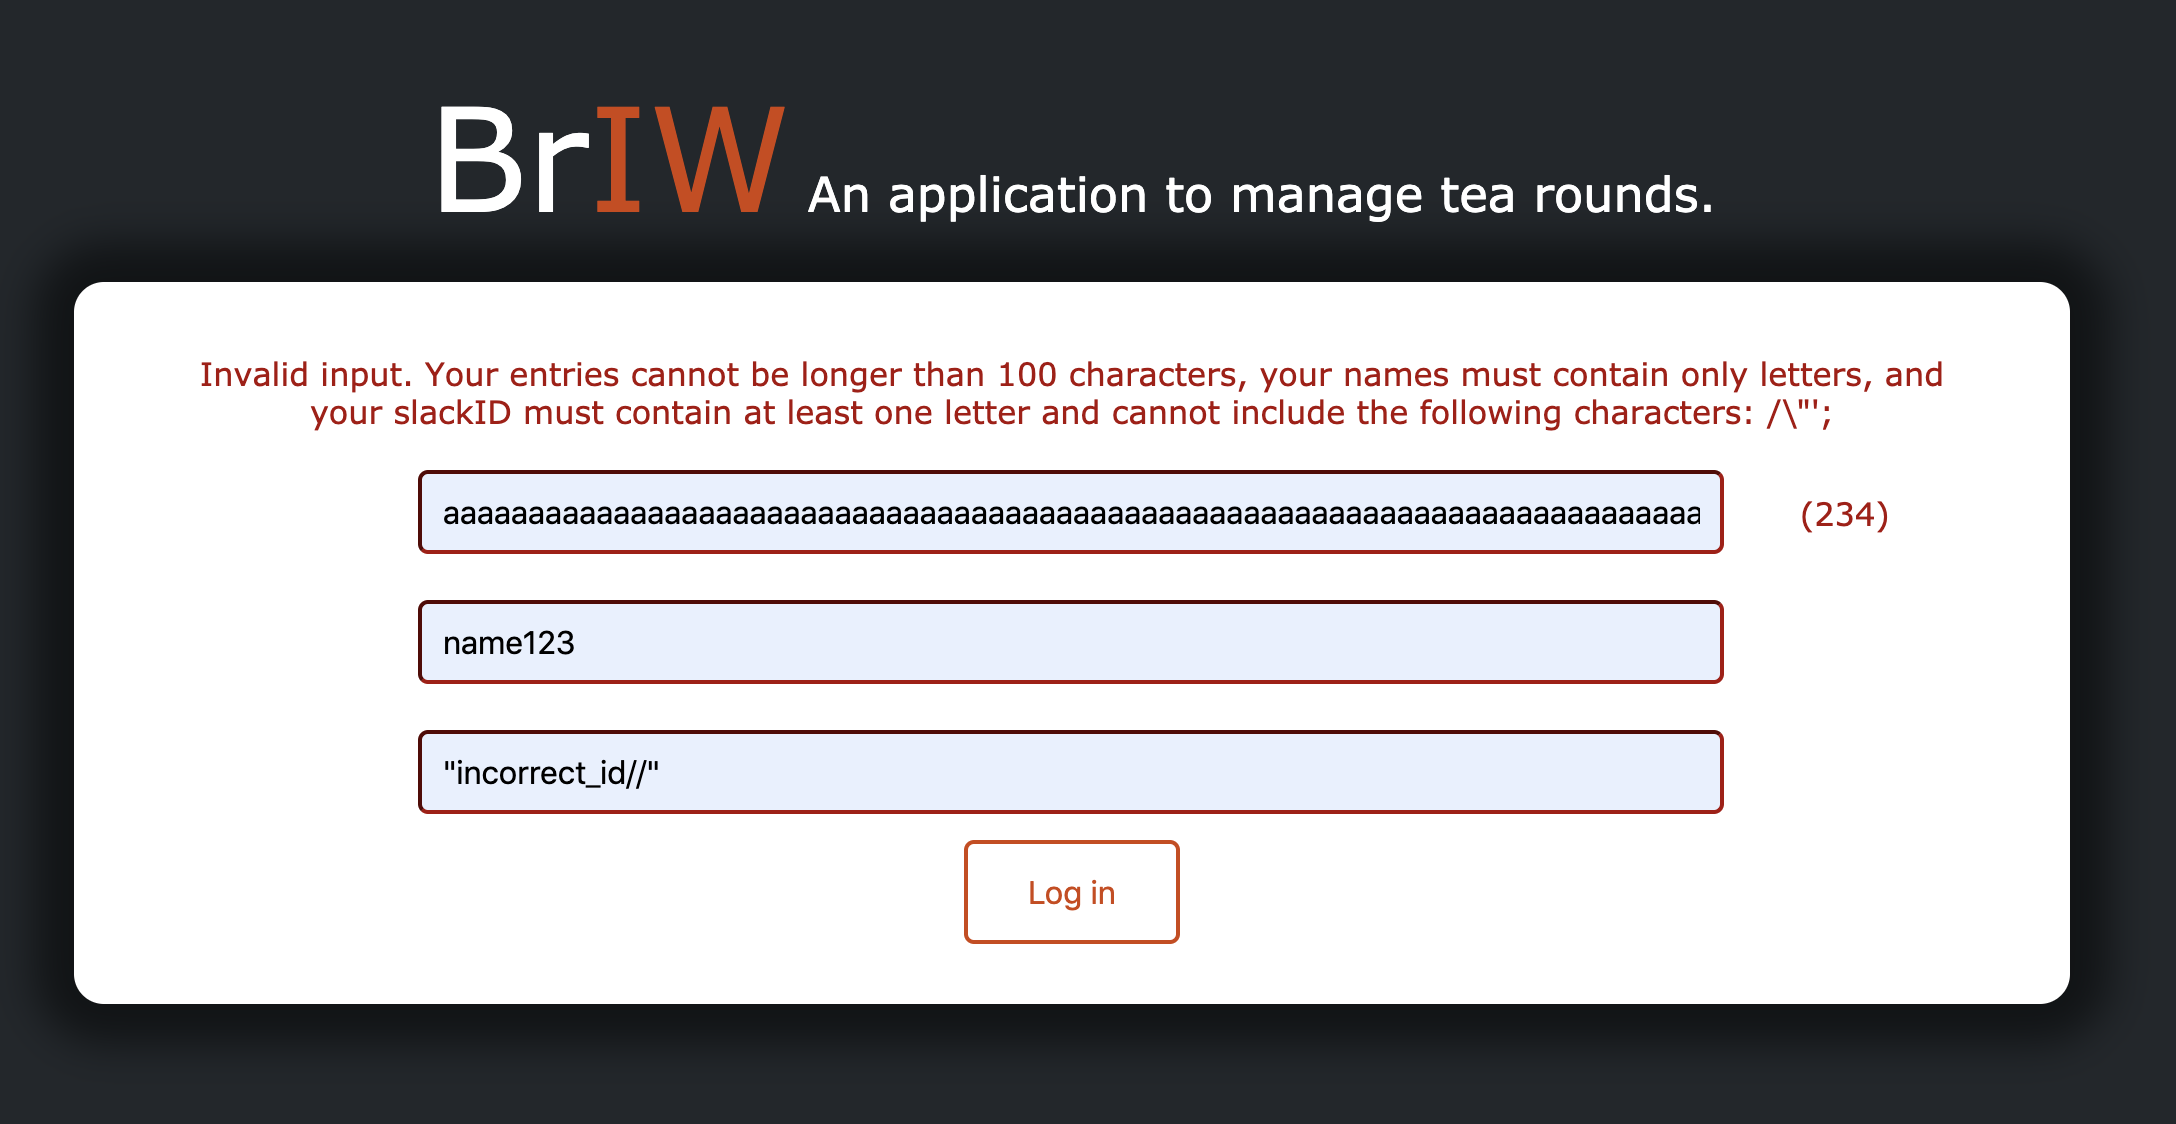 BrIW An application to manage tea rounds.
Invalid input. Your entries cannot be longer than 100 characters, your names must contain only letters, and
your slackID must contain at least one letter and cannot include the following characters: /\"';
aaaaaaaaaaaaaaaaaaaaaaaaaaaaaaaaaaaaaaaaaaaaaaaaaaaaaaaaaaaaaaaaaaaaaaaaaa (234)
name123
"incorrect_id//"
Log in